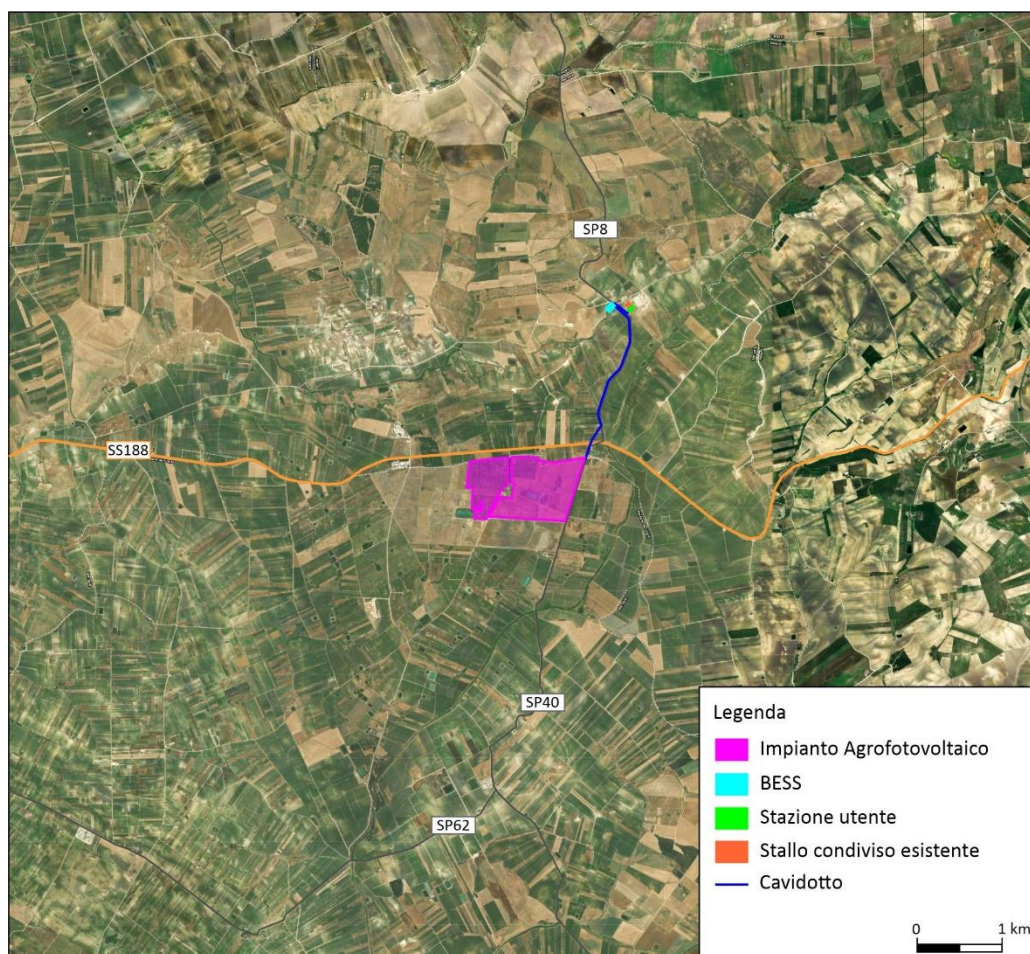 SP8
SS188
SP40
SP62
Legenda
Impianto Agrofotovoltaico
BESS
Stazione utente
Stallo condiviso esistente
Cavidotto
0 1 km